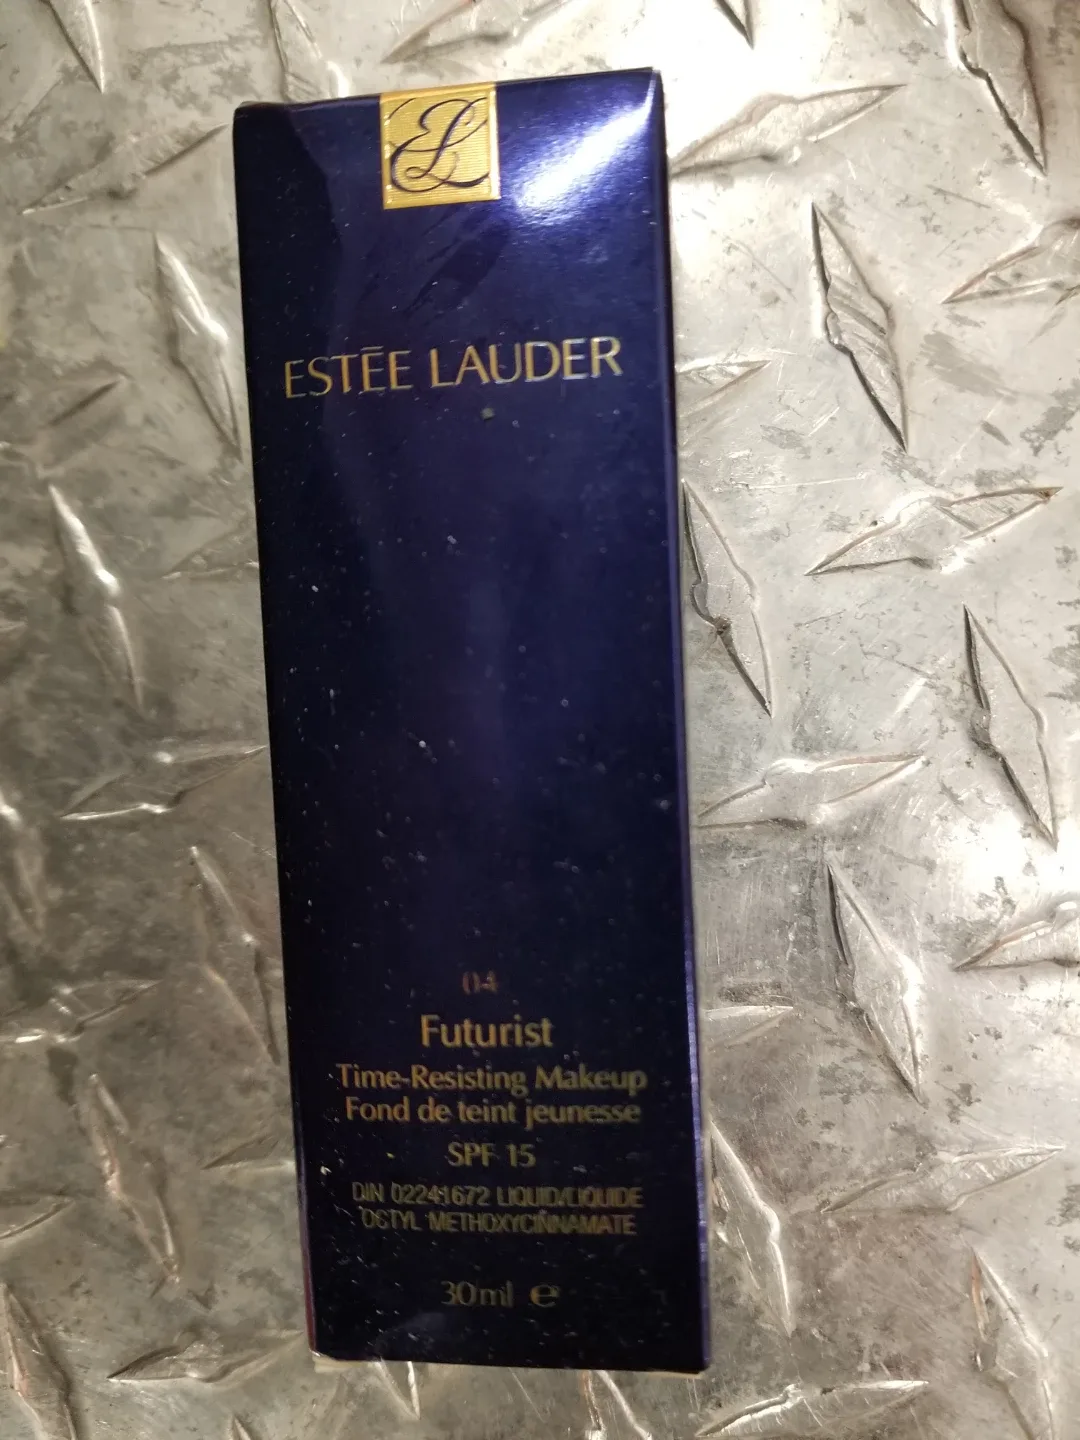 EL
ESTĒE LAUDER
04
Futurist
Time-Resisting Makeup
Fond de teint jeunesse
SPF 15
DIN 02241672 LIQUID/LIQUIDE
OCTYL METHOXYCINNAMATE
30ml ℮